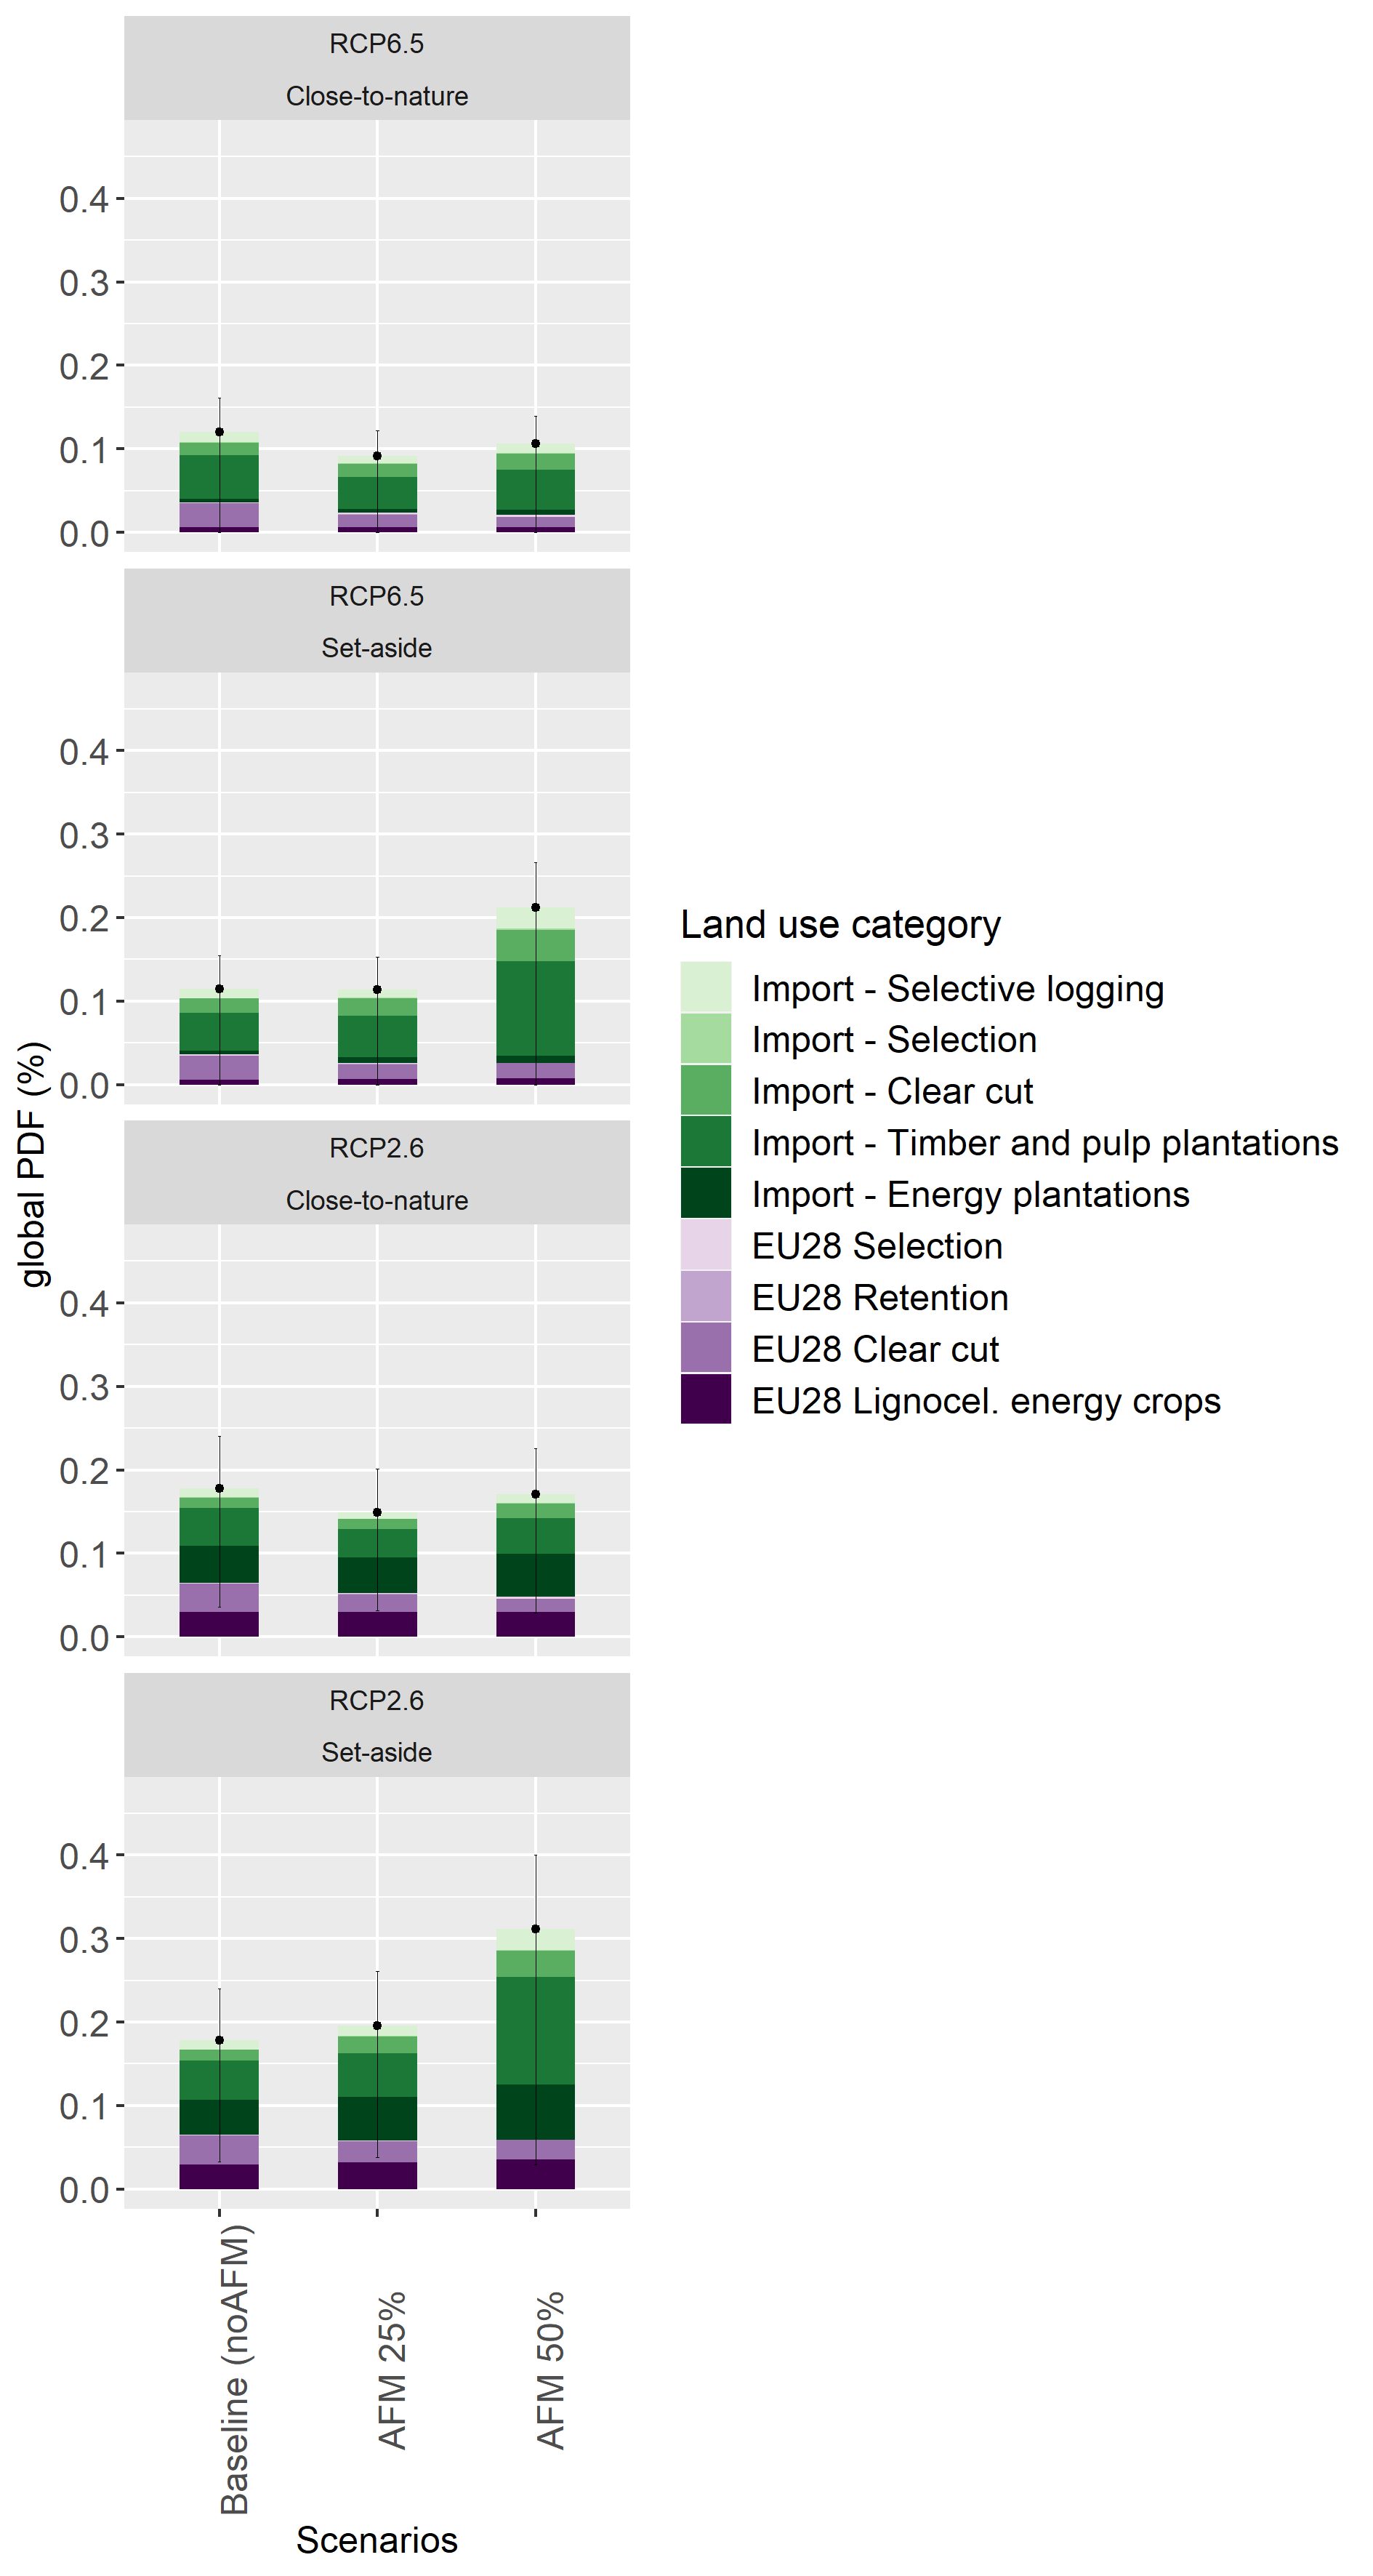 RCP6.5
Close-to-nature
0.4
0.3
0.2
0.1
0.0
RCP6.5
Set-aside
0.4
0.3
0.2
0.1
0.0
RCP2.6
Close-to-nature
0.4
0.3
0.2
0.1
0.0
RCP2.6
Set-aside
0.4
0.3
0.2
0.1
0.0
global PDF (%)
Baseline (noAFM)
AFM 25%
AFM 50%
Scenarios
Land use category
Import - Selective logging
Import - Selection
Import - Clear cut
Import - Timber and pulp plantations
Import - Energy plantations
EU28 Selection
EU28 Retention
EU28 Clear cut
EU28 Lignocel. energy crops